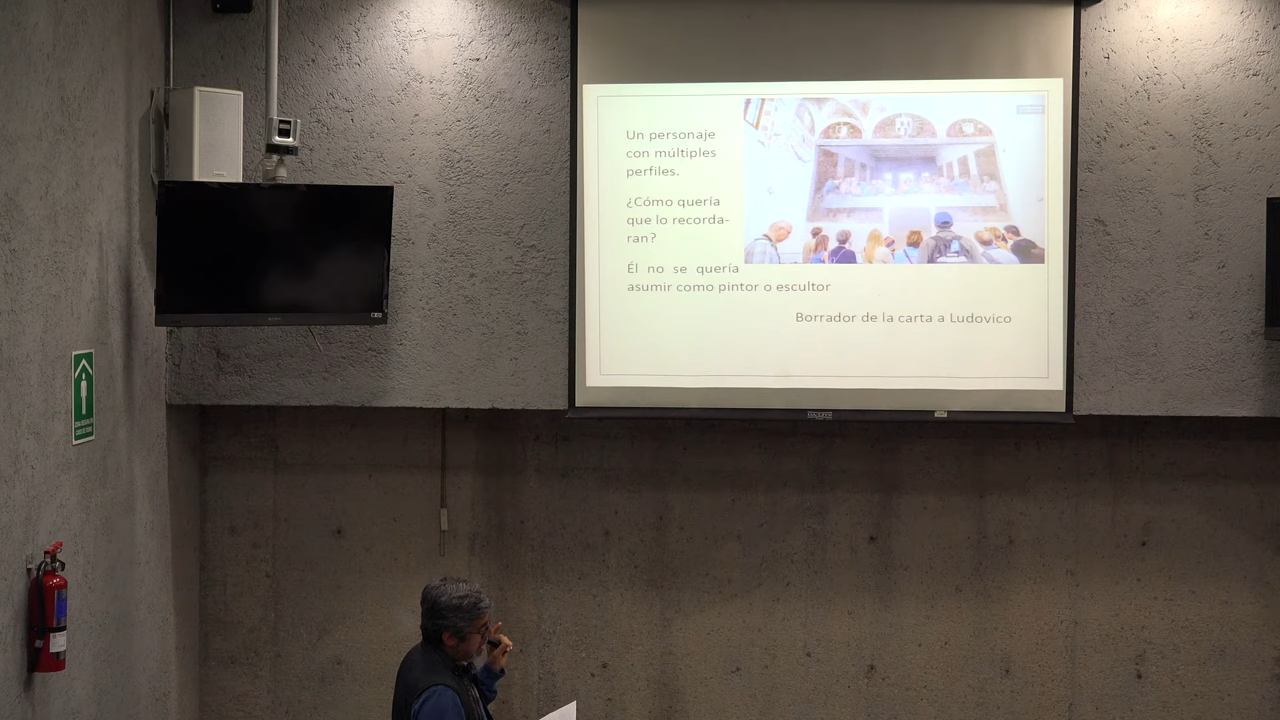 Un personaje
con múltiples
perfiles.
¿Cómo quería
que lo recorda-
ran?
Él no se quería
asumir como pintor o escultor
Borrador de la carta a Ludovico